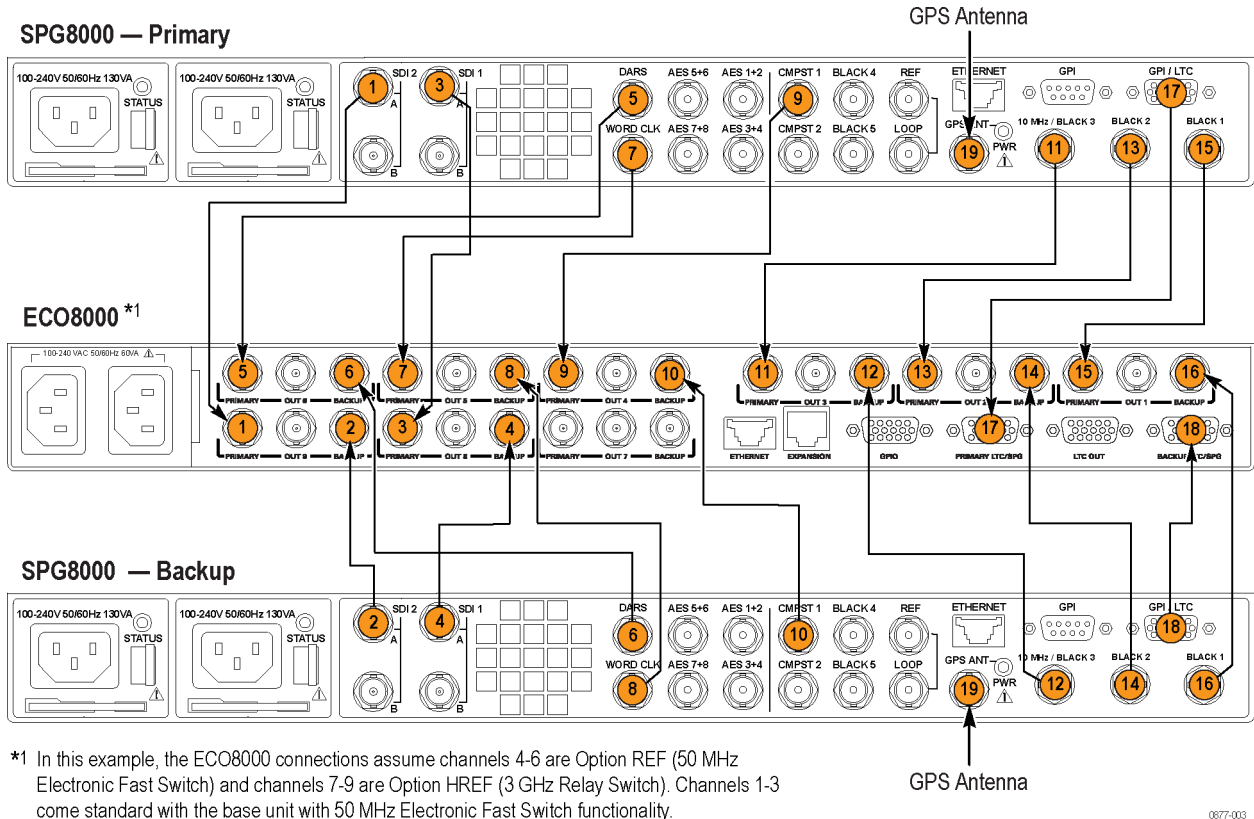 GPS Antenna
SPG8000 — Primary
100-240V 50/60Hz 130VA 100-240V 50/60Hz 130VA 1 SDI 2 3 SDI 1 DARS AES 5+6 AES 1+2 CMPST 1 BLACK 4 REF ETHERNET GPI GPI / LTC
STATUS STATUS A A 5 9 17
WORD CLK AES 7+8 AES 3+4 CMPST 2 BLACK 5 LOOP GPS ANT 10 MHz / BLACK 3 BLACK 2 BLACK 1
7 19 PWR 11 13 15
B B
ECO8000 *1
100-240 VAC 50/60Hz 60VA
5 6 7 8 9 10 11 12 13 14 15 16
PRIMARY OUT 6 BACKUP PRIMARY OUT 5 BACKUP PRIMARY OUT 4 BACKUP PRIMARY OUT 3 BACKUP PRIMARY OUT 2 BACKUP PRIMARY OUT 1 BACKUP
1 2 3 4 17 18
PRIMARY OUT 9 BACKUP PRIMARY OUT 8 BACKUP PRIMARY OUT 7 BACKUP ETHERNET EXPANSION GPIO PRIMARY LTC/SPG LTC OUT BACKUP LTC/SPG
SPG8000 — Backup
100-240V 50/60Hz 130VA 100-240V 50/60Hz 130VA 2 SDI 2 4 SDI 1 DARS AES 5+6 AES 1+2 CMPST 1 BLACK 4 REF ETHERNET GPI GPI / LTC
STATUS STATUS A A 6 10 18
WORD CLK AES 7+8 AES 3+4 CMPST 2 BLACK 5 LOOP GPS ANT 10 MHz / BLACK 3 BLACK 2 BLACK 1
8 19 PWR 12 14 16
B B
GPS Antenna
*1 In this example, the ECO8000 connections assume channels 4-6 are Option REF (50 MHz
Electronic Fast Switch) and channels 7-9 are Option HREF (3 GHz Relay Switch). Channels 1-3
come standard with the base unit with 50 MHz Electronic Fast Switch functionality.
0877-003